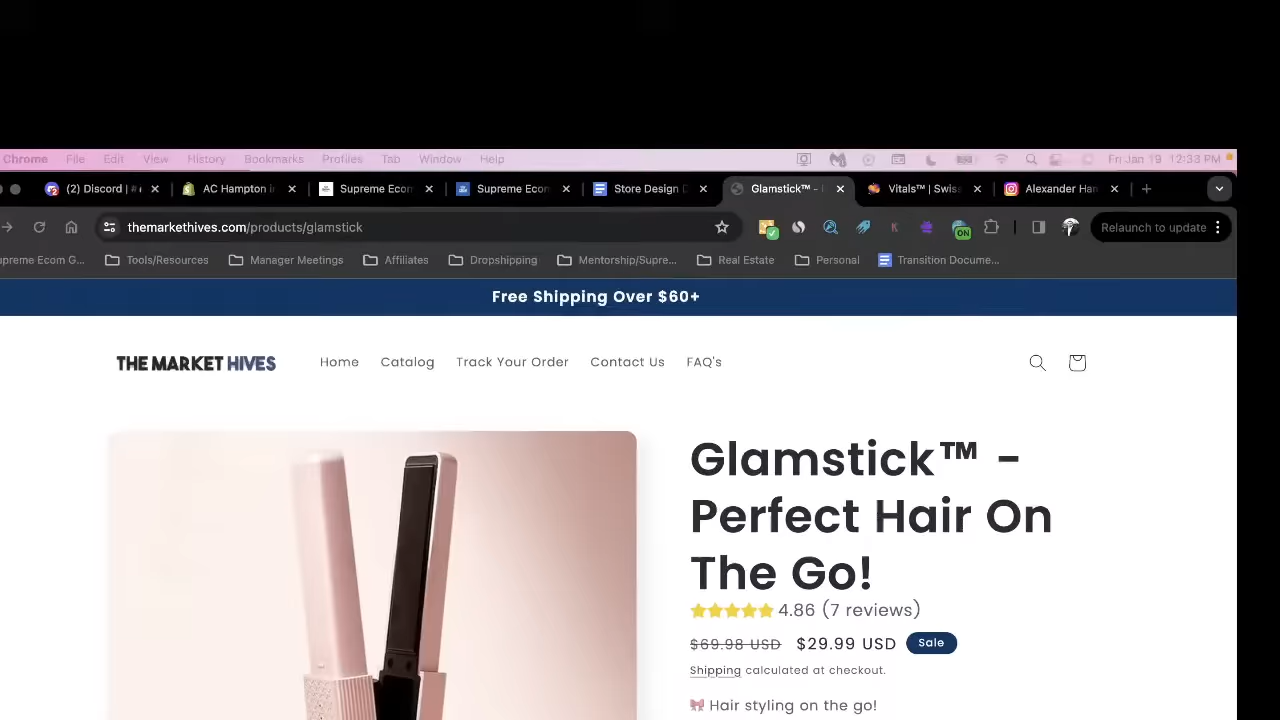 Chrome File Edit View History Bookmarks Profiles Tab Window Help Fri Jan 19 12:33 PM
(2) Discord | # AC Hampton i Supreme Ecom Supreme Ecom Store Design D Glamstick™ - Vitals™ | Swiss Alexander Ham
themarkethives.com/products/glamstick ON Relaunch to update
upreme Ecom G... Tools/Resources Manager Meetings Affiliates Dropshipping Mentorship/Supre... Real Estate Personal Transition Docume...
Free Shipping Over $60+
THE MARKET HIVES Home Catalog Track Your Order Contact Us FAQ's
Glamstick™ -
Perfect Hair On
The Go!
4.86 (7 reviews)
$69.98 USD $29.99 USD Sale
Shipping calculated at checkout.
🎀 Hair styling on the go!